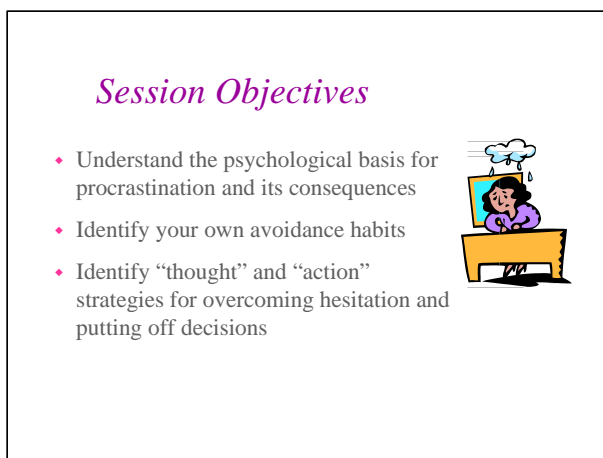 Session Objectives
Understand the psychological basis for
procrastination and its consequences
Identify your own avoidance habits
Identify “thought” and “action”
strategies for overcoming hesitation and
putting off decisions